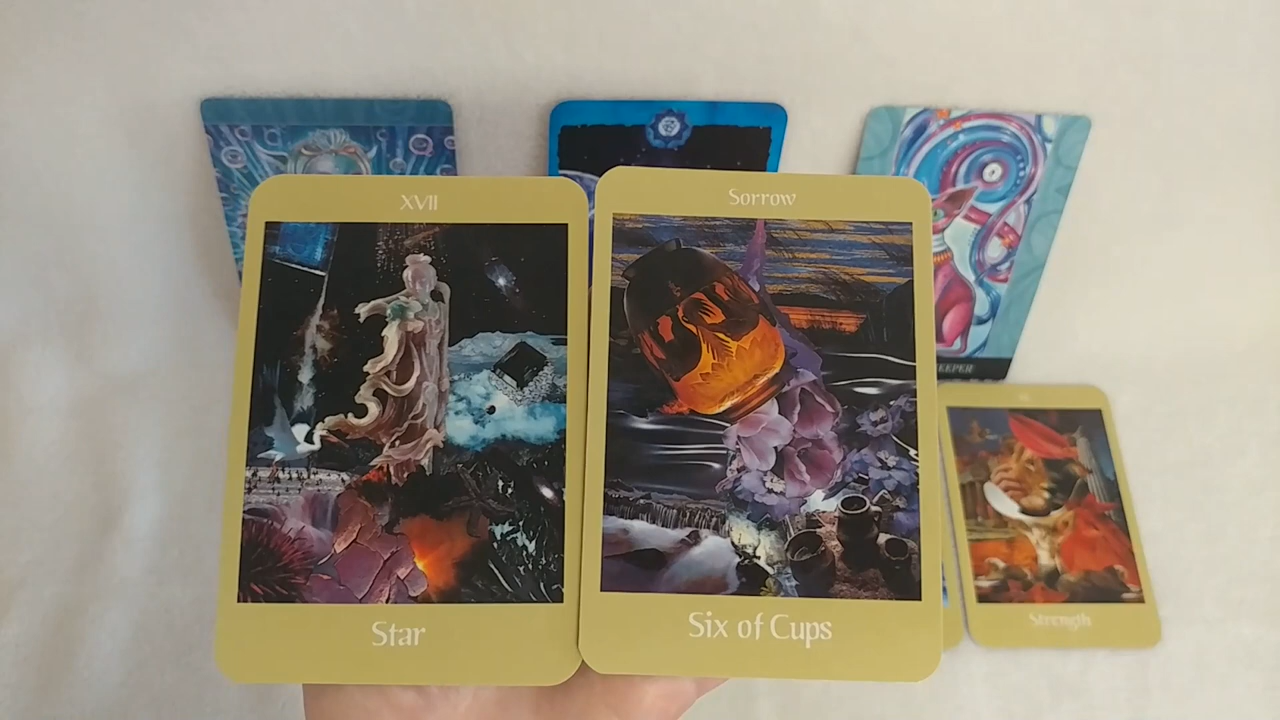 XVII
Star
Sorrow
Six of Cups
EEPER
Strength